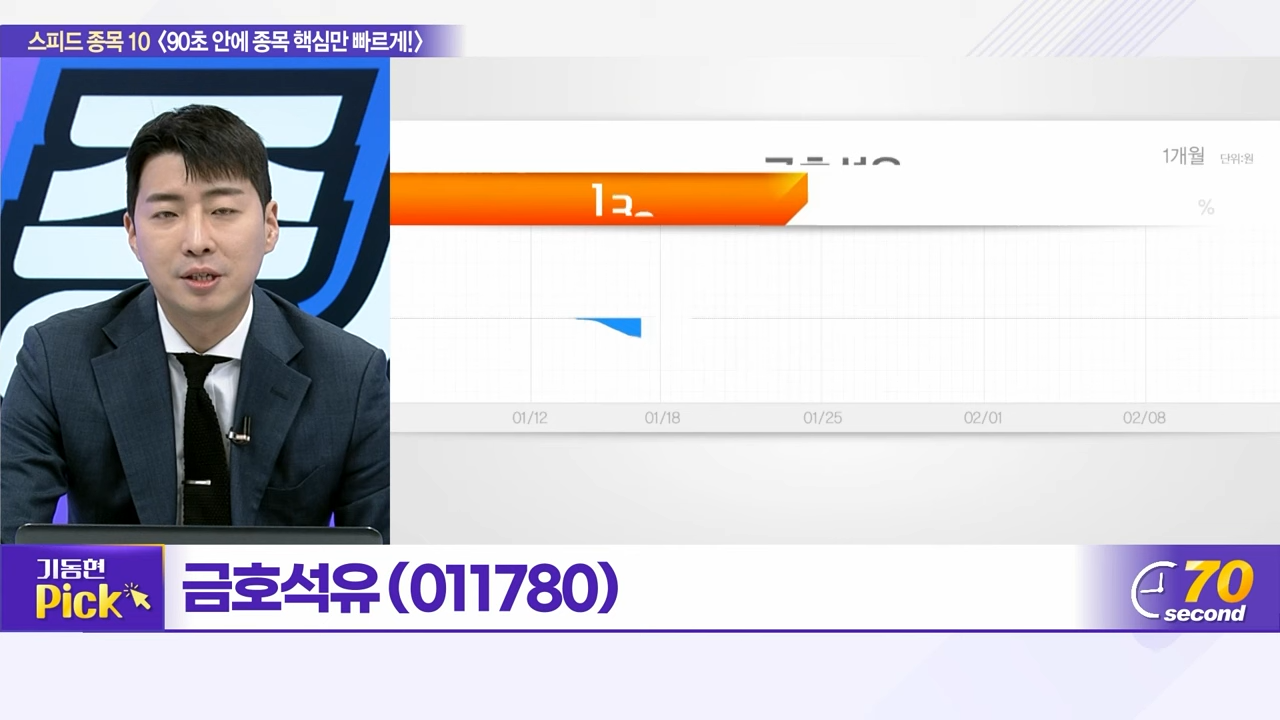 스피드 종목 10 〈90초 안에 종목 핵심만 빠르게!〉
1개월 단위:원
%
01/12 01/18 01/25 02/01 02/08
기동현
Pick
금호석유(011780)
70
second